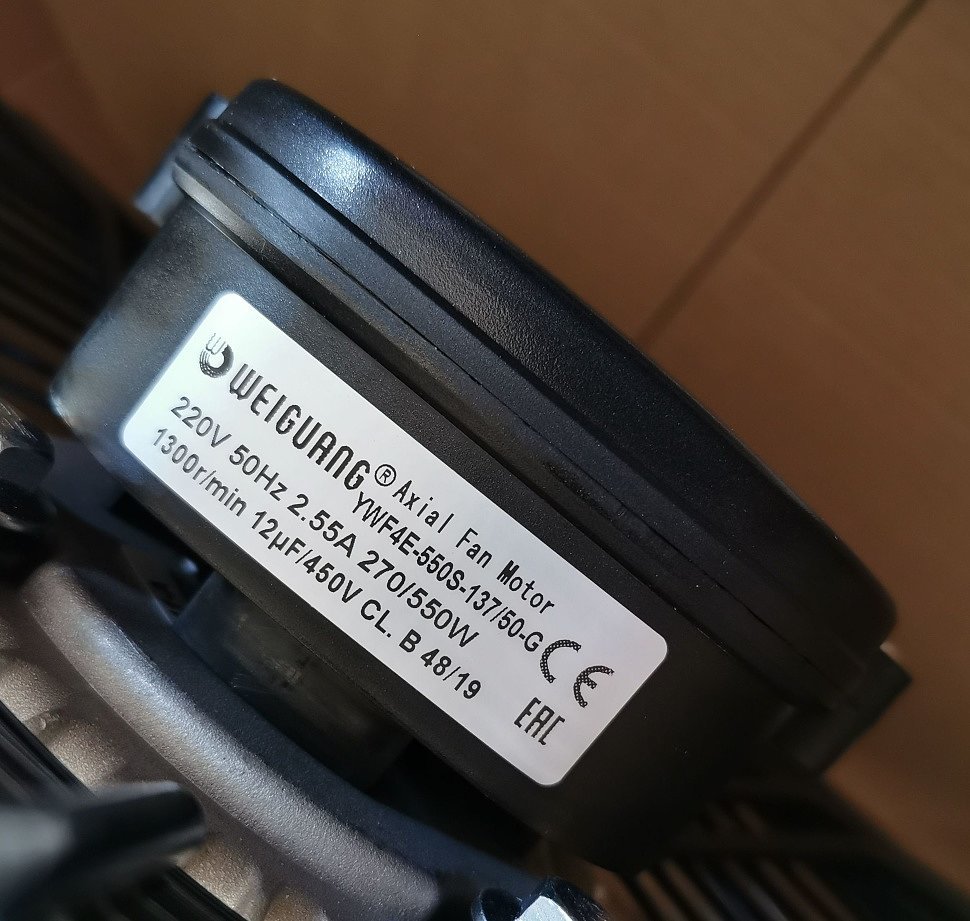 WEIGUANG® Axial Fan Motor
YWF4E-550S-137/50-G
220V 50Hz 2.55A 270/550W
1300r/min 12µF/450V CL. B 48/19
CE
EAC